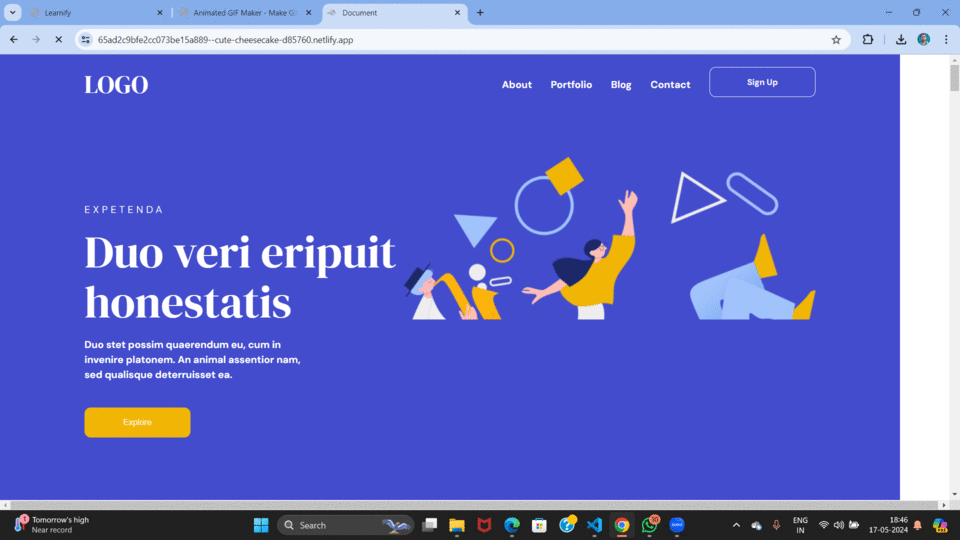 Learnify
Animated GIF Maker - Make G
Document
65ad2c9bfe2cc073be15a889--cute-cheesecake-d85760.netlify.app
LOGO
About
Portfolio
Blog
Contact
Sign Up
EXPETENDA
Duo veri eripuit
honestatis
Duo stet possim quaerendum eu, cum in
invenire platonem. An animal assentior nam,
sed qualisque deterruisset ea.
Explore
1
Tomorrow's high
Near record
Search
ENG
IN
18:46
17-05-2024